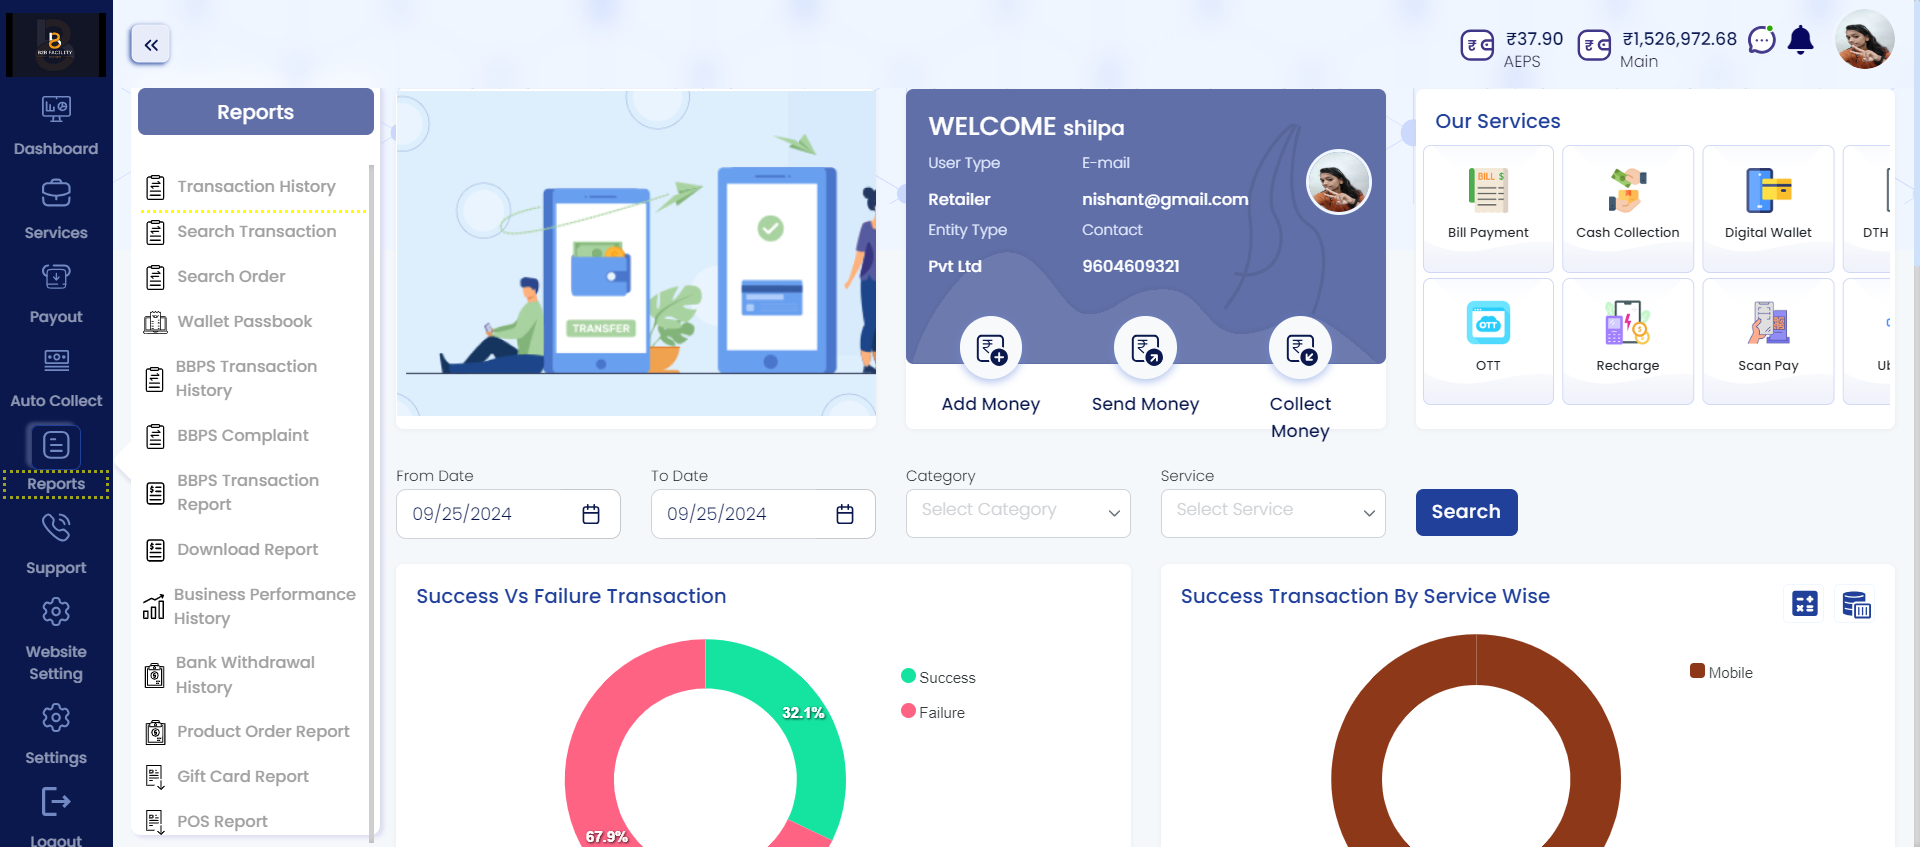 B2B FACILITY
Dashboard
Services
Payout
Auto Collect
Reports
Support
Website
Setting
Settings
Logout
Reports
Transaction History
Search Transaction
Search Order
Wallet Passbook
BBPS Transaction
History
BBPS Complaint
BBPS Transaction
Report
Download Report
Business Performance
History
Bank Withdrawal
History
Product Order Report
Gift Card Report
POS Report
₹37.90
AEPS
₹1,526,972.68
Main
TRANSFER
WELCOME shilpa
User Type
E-mail
Retailer
nishant@gmail.com
Entity Type
Contact
Pvt Ltd
9604609321
Add Money
Send Money
Collect
Money
Our Services
BILL $
Bill Payment
Cash Collection
Digital Wallet
DTH
OTT
OTT
Recharge
Scan Pay
From Date
09/25/2024
To Date
09/25/2024
Category
Select Category
Service
Select Service
Search
Success Vs Failure Transaction
32.1%
67.9%
Success
Failure
Success Transaction By Service Wise
Mobile